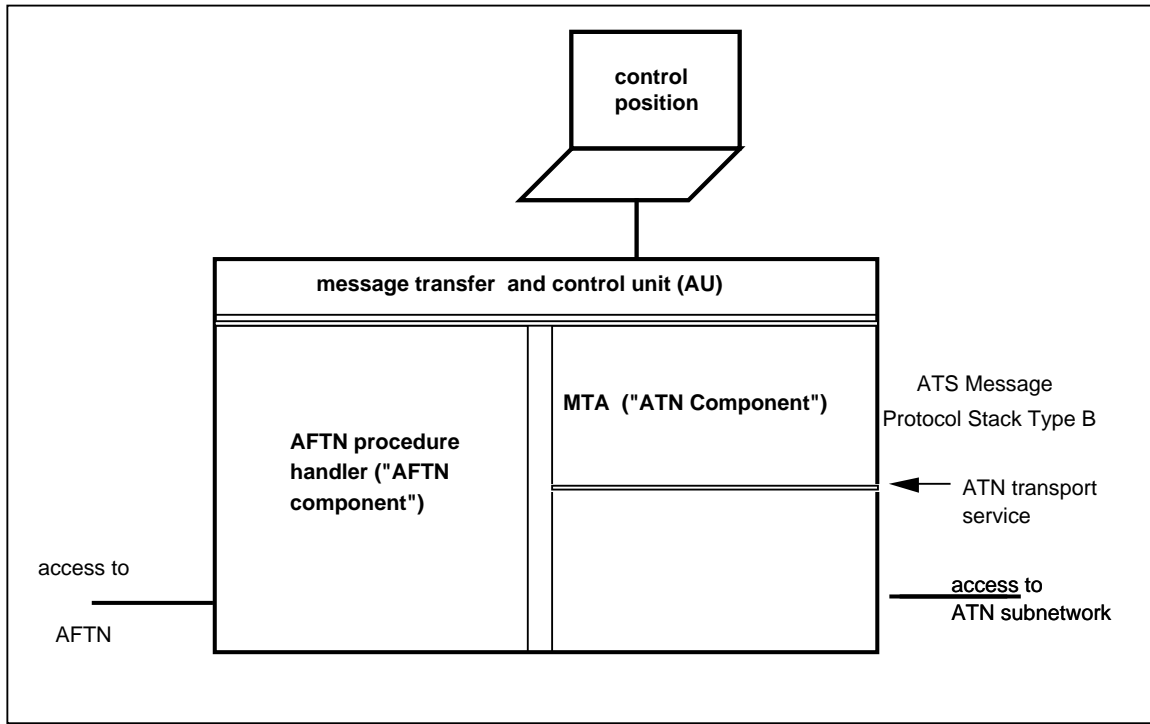 control
position
message transfer and control unit (AU)
MTA ("ATN Component")
ATS Message
Protocol Stack Type B
AFTN procedure
handler ("AFTN
component")
ATN transport
service
access to
AFTN
access to
ATN subnetwork